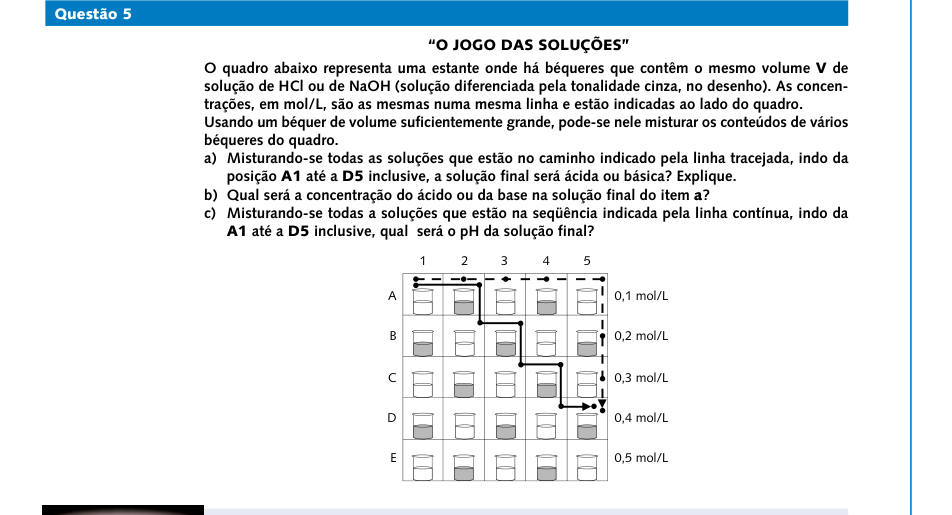 Questão 5
“O JOGO DAS SOLUÇÕES”
O quadro abaixo representa uma estante onde há béqueres que contêm o mesmo volume V de
solução de HCl ou de NaOH (solução diferenciada pela tonalidade cinza, no desenho). As concen-
trações, em mol/L, são as mesmas numa mesma linha e estão indicadas ao lado do quadro.
Usando um béquer de volume suficientemente grande, pode-se nele misturar os conteúdos de vários
béqueres do quadro.
a) Misturando-se todas as soluções que estão no caminho indicado pela linha tracejada, indo da
posição A1 até a D5 inclusive, a solução final será ácida ou básica? Explique.
b) Qual será a concentração do ácido ou da base na solução final do item a?
c) Misturando-se todas a soluções que estão na seqüência indicada pela linha contínua, indo da
A1 até a D5 inclusive, qual será o pH da solução final?
1 2 3 4 5
A 0,1 mol/L
B 0,2 mol/L
C 0,3 mol/L
D 0,4 mol/L
E 0,5 mol/L